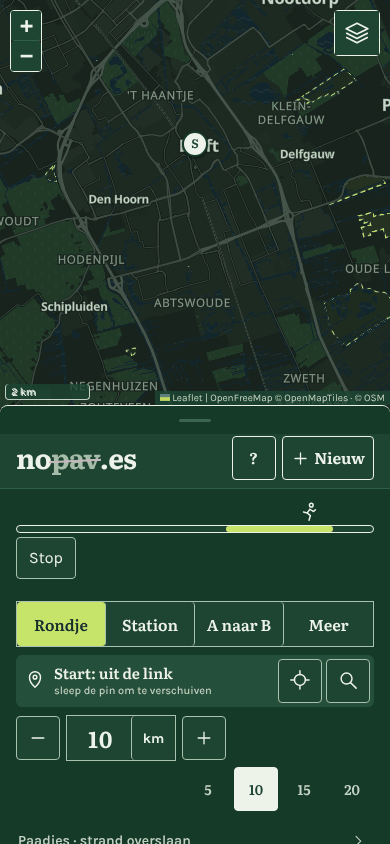 Nootdorp
+
−
'T HAANTJE
KLEIN-
DELFGAUW
S
Delfgauw
Den Hoorn
WOUDT
HODENPIJL
OUDE L
Schipluiden
ABTSWOUDE
ZWETH
NEGENHUIZEN
2 km
Leaflet | OpenFreeMap © OpenMapTiles · © OSM
nopav.es
?
+ Nieuw
Stop
Rondje Station A naar B Meer
Start: uit de link
sleep de pin om te verschuiven
− 10 km +
5 10 15 20
Paadjes · strand overslaan